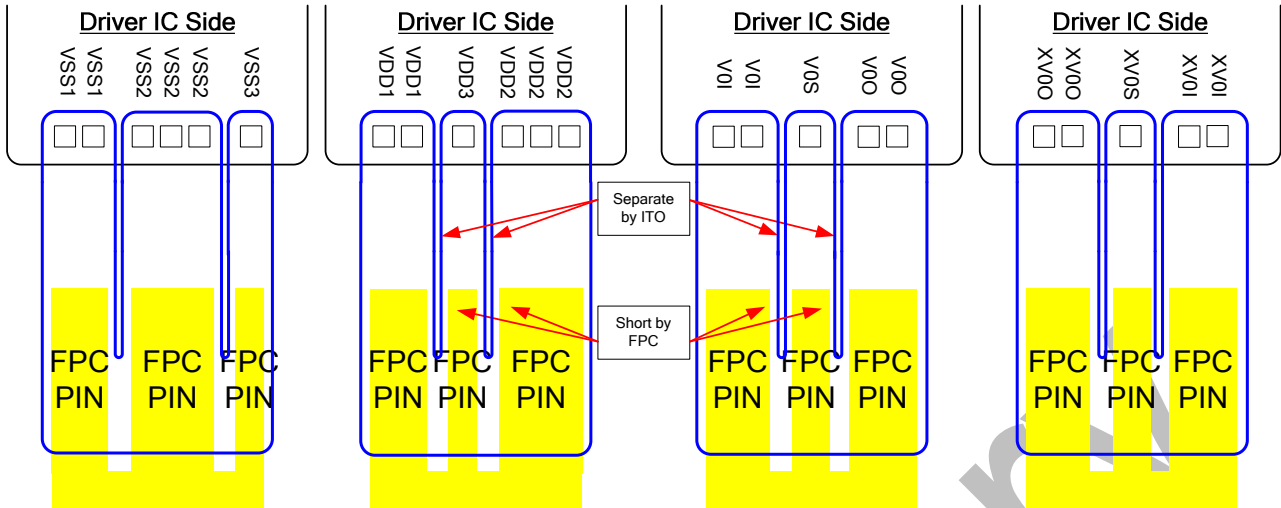 Driver IC Side
VSS1
VSS1
VSS2
VSS2
VSS2
VSS3
FPC
PIN
FPC
PIN
FPC
PIN
Driver IC Side
VDD1
VDD1
VDD3
VDD2
VDD2
VDD2
FPC
PIN
FPC
PIN
FPC
PIN
Separate
by ITO
Short by
FPC
Driver IC Side
V0I
V0I
V0S
V0O
V0O
FPC
PIN
FPC
PIN
FPC
PIN
Driver IC Side
XV0O
XV0O
XV0S
XV0I
XV0I
FPC
PIN
FPC
PIN
FPC
PIN